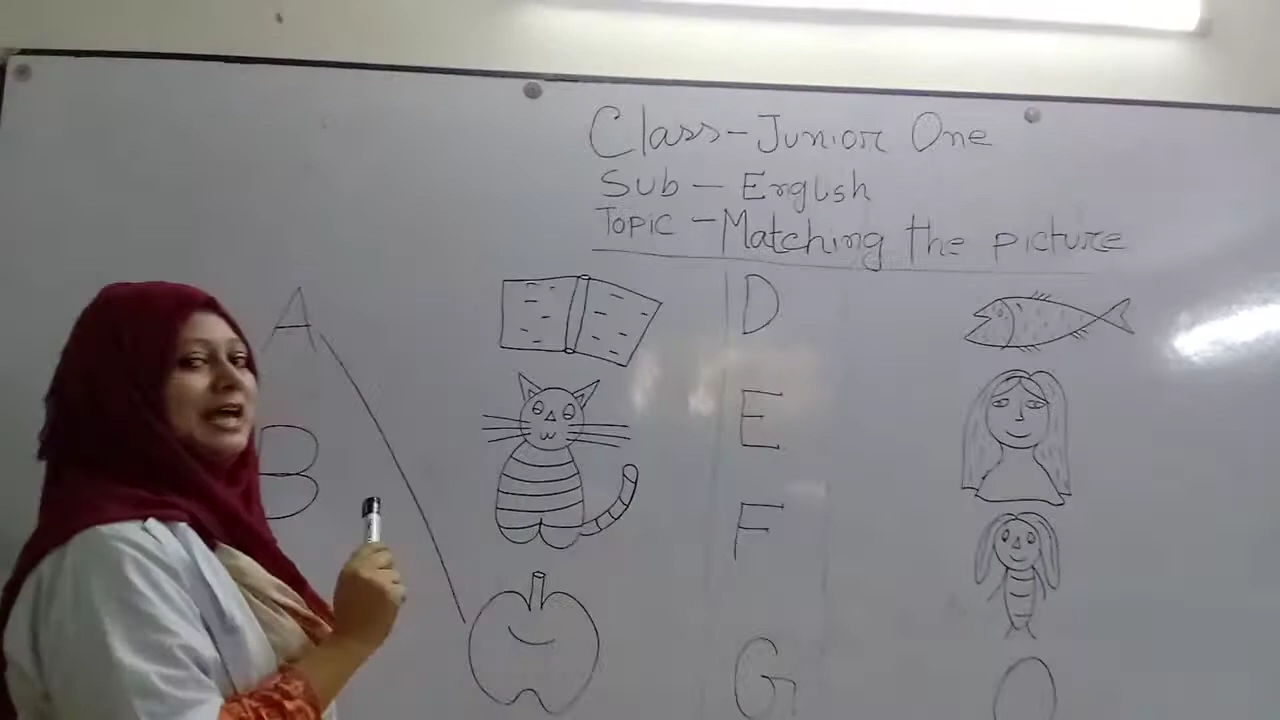 Class-Junior One
Sub - English
Topic - Matching the picture
A
B
D
E
F
G